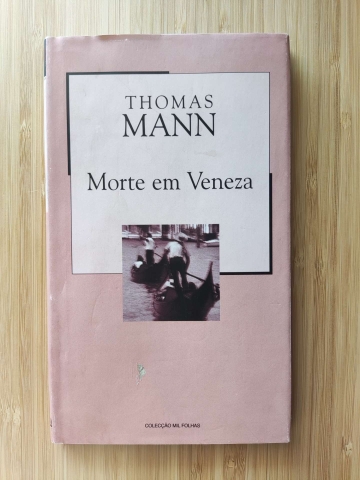 THOMAS
MANN
Morte em Veneza
COLECÇÃO MIL FOLHAS